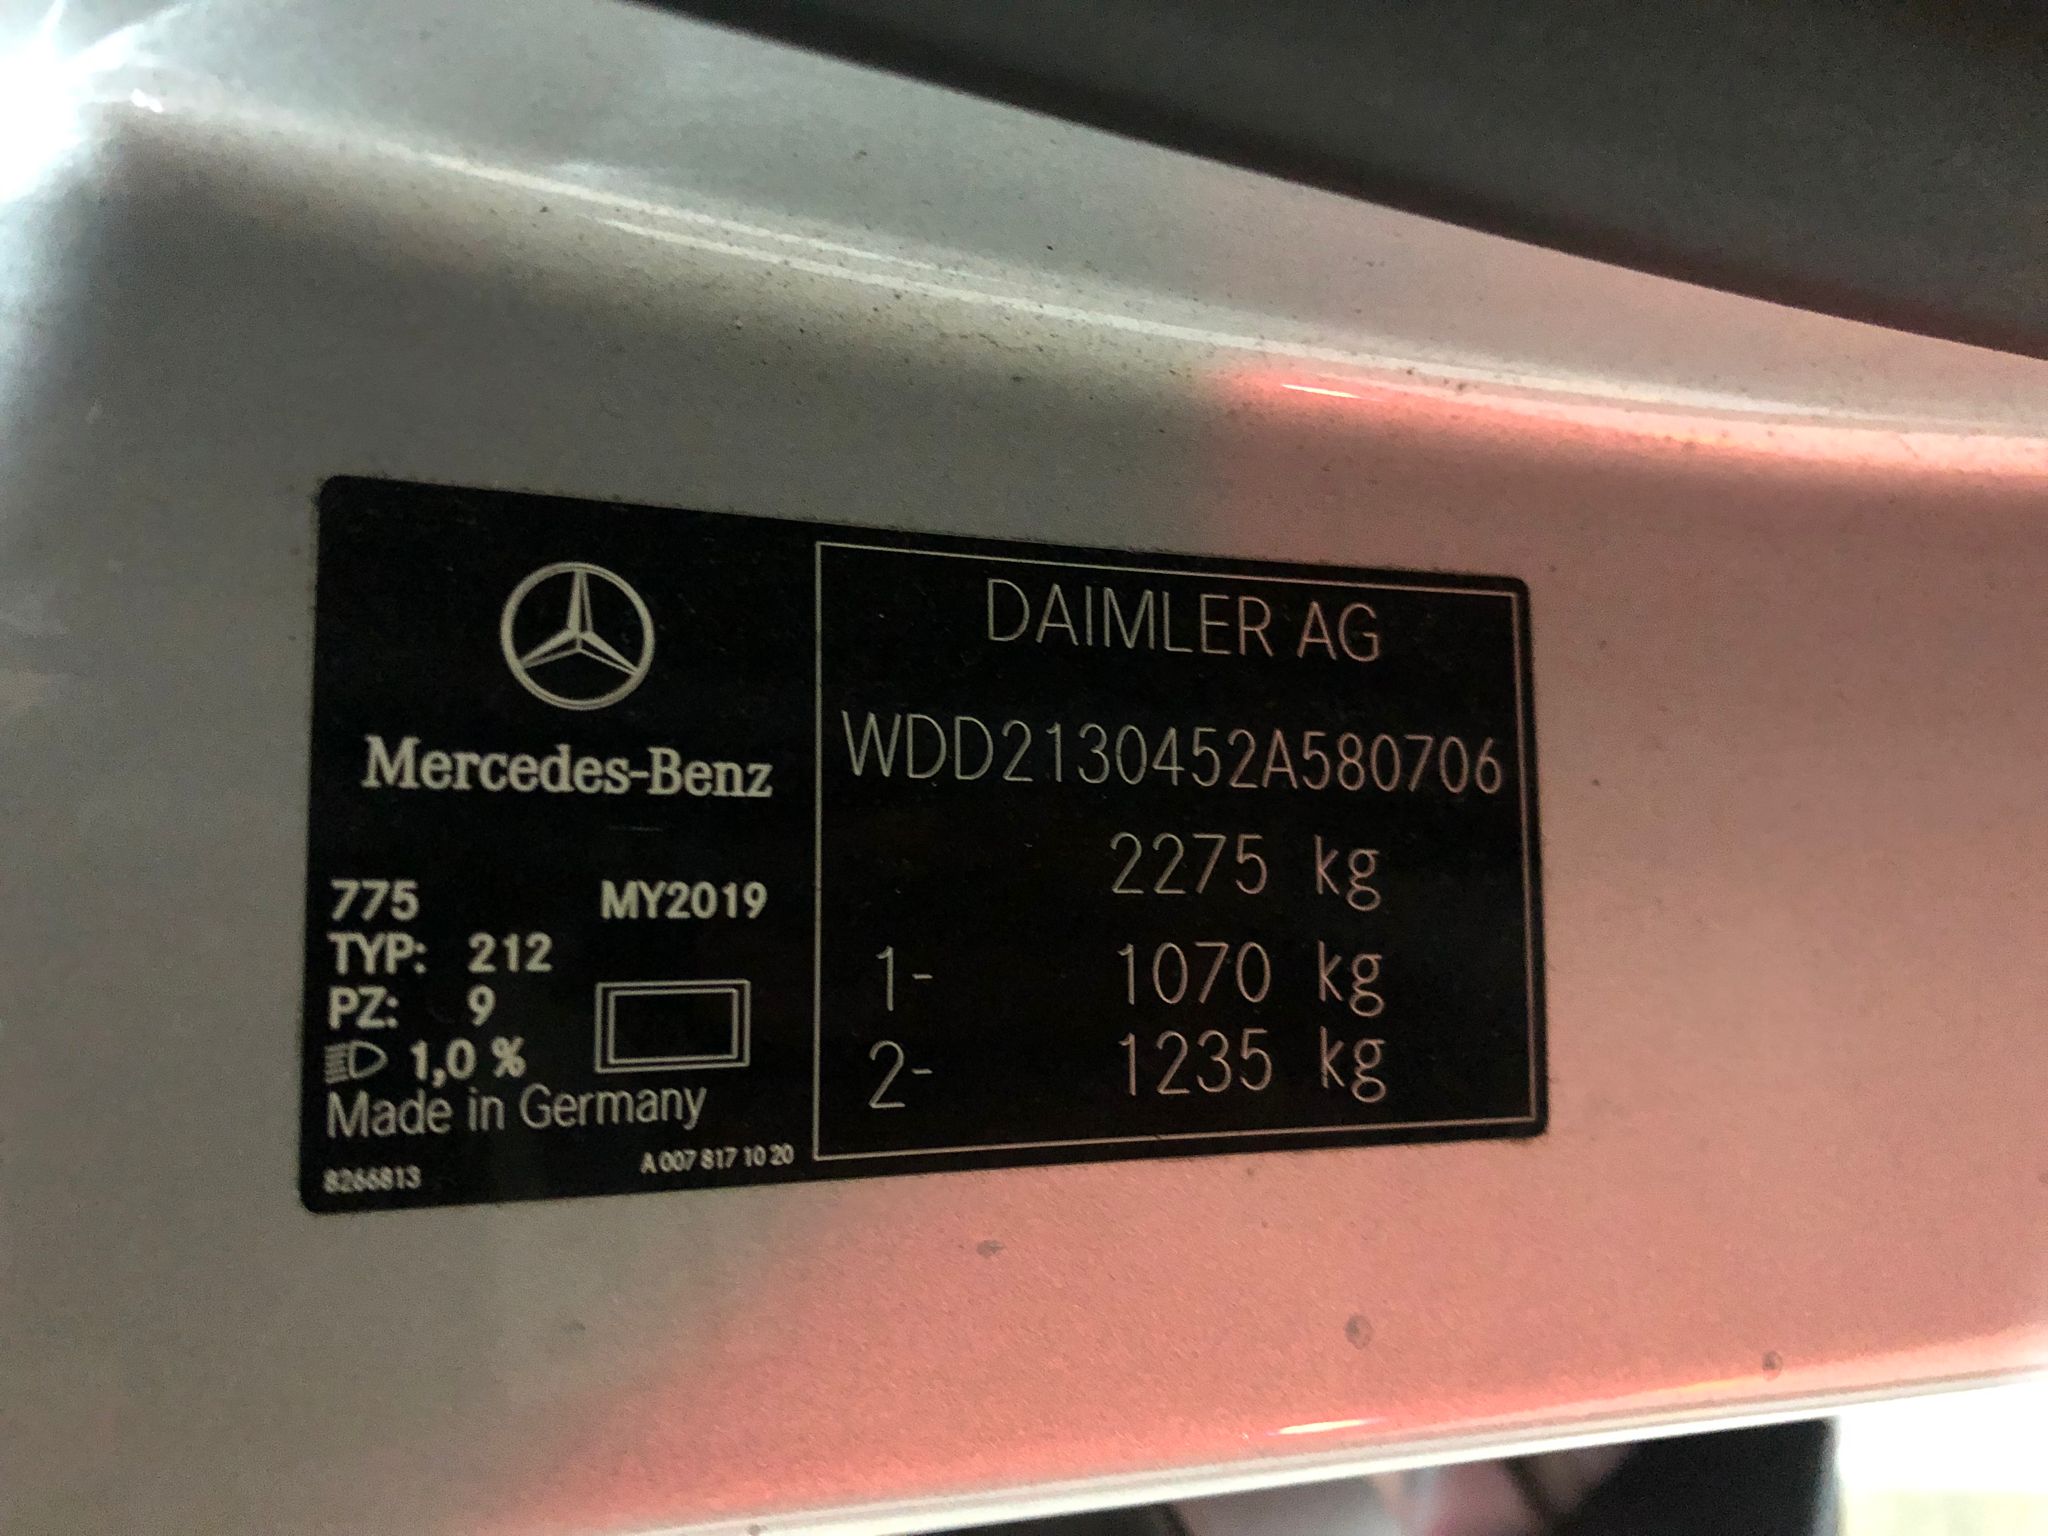 Mercedes-Benz
775 MY2019
TYP: 212
PZ: 9
1,0 %
Made in Germany
8266813 A 007 817 10 20
DAIMLER AG
WDD2130452A580706
2275 kg
1- 1070 kg
2- 1235 kg